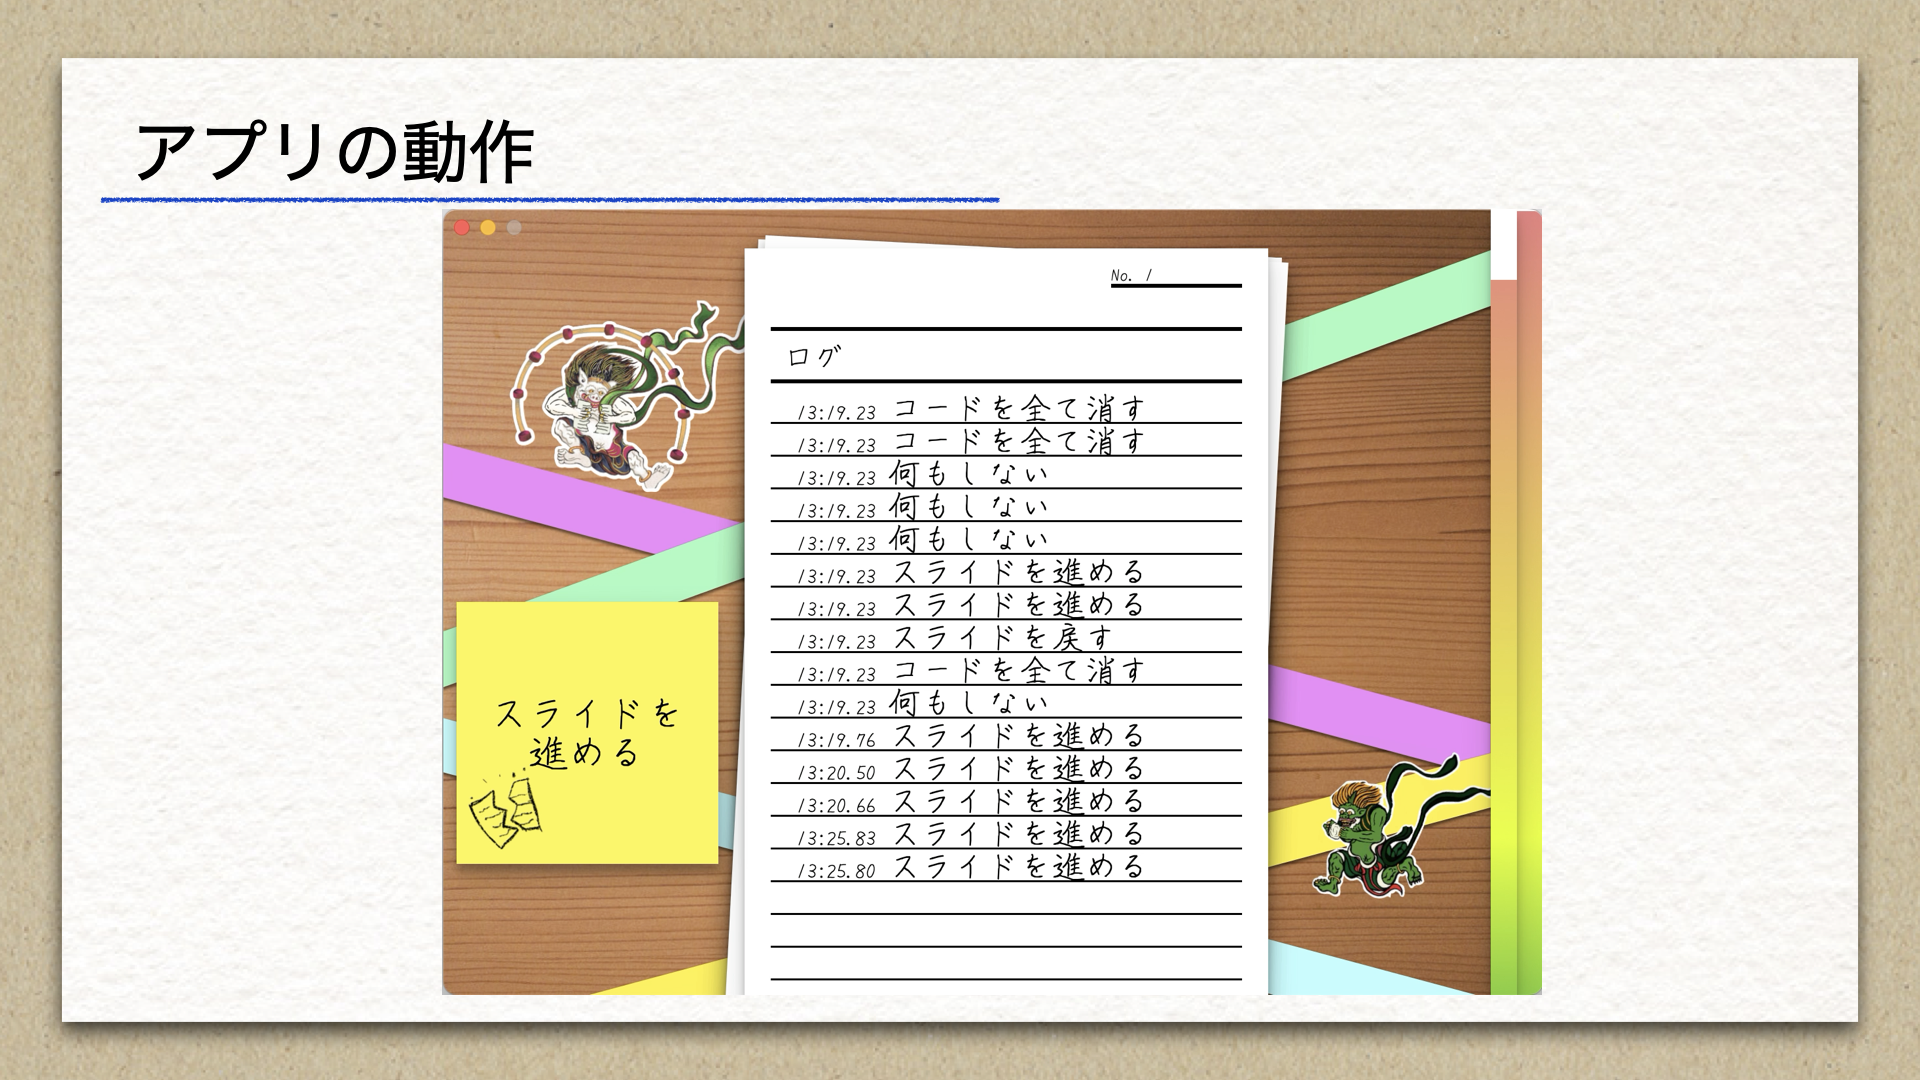 アプリの動作
No. 1
ログ
13:19.23 コードを全て消す
13:19.23 コードを全て消す
13:19.23 何もしない
13:19.23 何もしない
13:19.23 何もしない
13:19.23 スライドを進める
13:19.23 スライドを進める
13:19.23 スライドを戻す
13:19.23 コードを全て消す
13:19.23 何もしない
13:19.76 スライドを進める
13:20.50 スライドを進める
13:20.66 スライドを進める
13:25.83 スライドを進める
13:25.80 スライドを進める
スライドを
進める